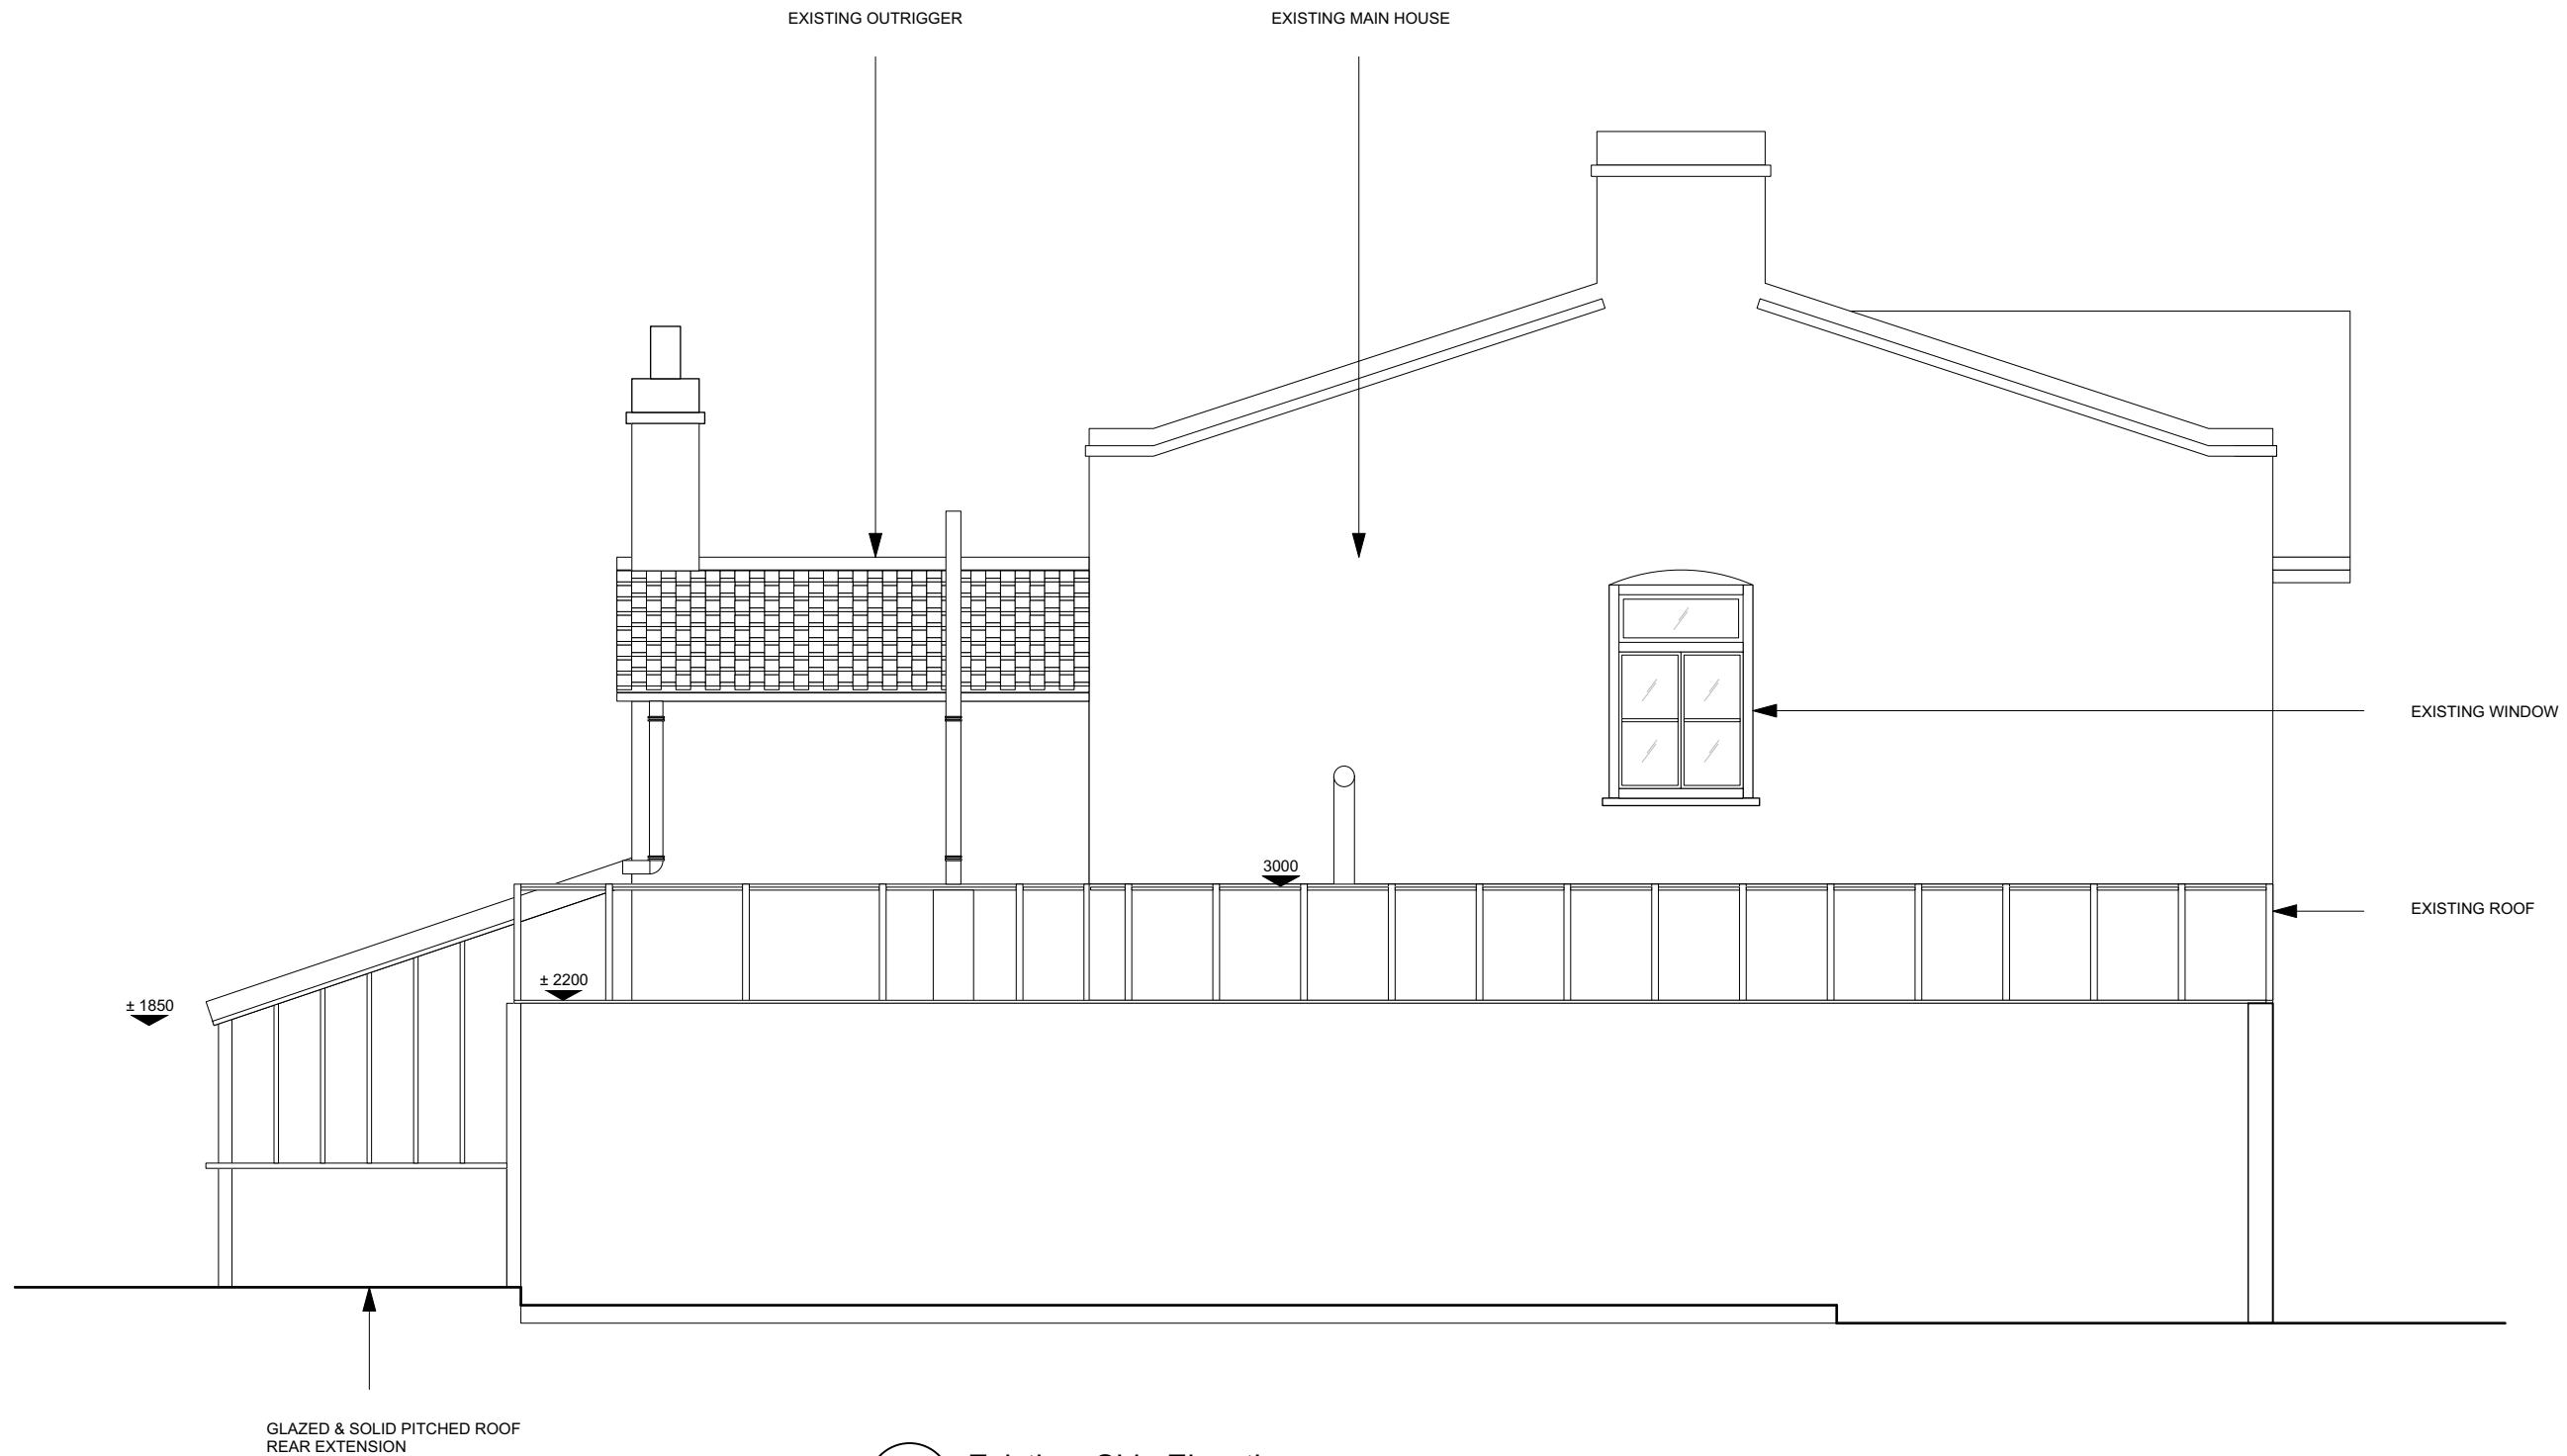 EXISTING OUTRIGGER
EXISTING MAIN HOUSE
EXISTING WINDOW
3000
EXISTING ROOF
± 2200
± 1850
GLAZED & SOLID PITCHED ROOF
REAR EXTENSION